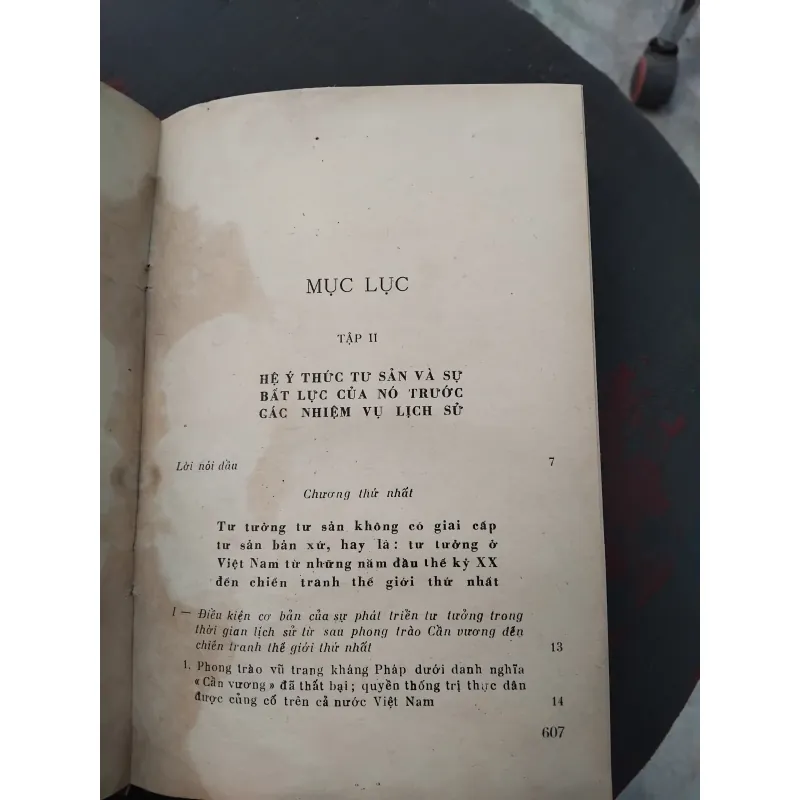 MỤC LỤC
TẬP II
HỆ Ý THỨC TƯ SẢN VÀ SỰ
BẤT LỰC CỦA NÓ TRƯỚC
CÁC NHIỆM VỤ LỊCH SỬ
Lời nói đầu 7
Chương thứ nhất
Tư tưởng tư sản không có giai cấp
tư sản bản xứ, hay là: tư tưởng ở
Việt Nam từ những năm đầu thế kỷ XX
đến chiến tranh thế giới thứ nhất
I — Điều kiện cơ bản của sự phát triển tư tưởng trong
thời gian lịch sử từ sau phong trào Cần vương đến
chiến tranh thế giới thứ nhất 13
1. Phong trào vũ trang kháng Pháp dưới danh nghĩa
« Cần vương » đã thất bại; quyền thống trị thực dân
được củng cố trên cả nước Việt Nam 14
607